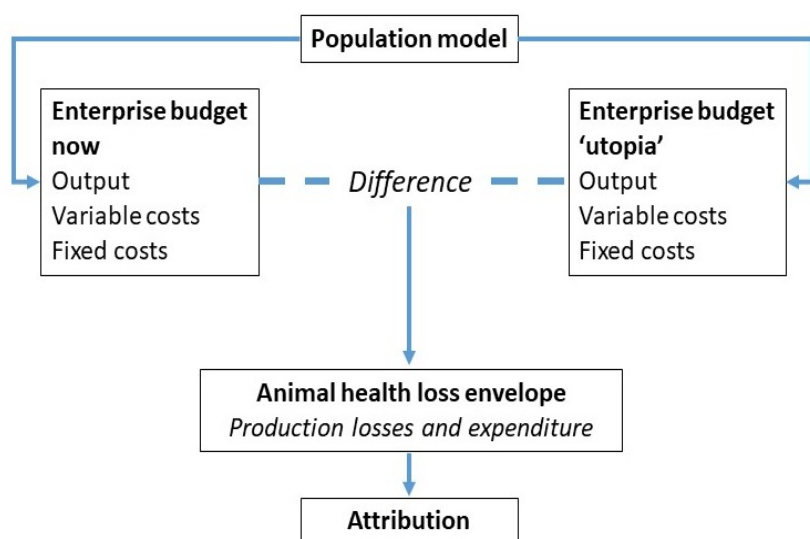 Population model
Enterprise budget
now
Output
Variable costs
Fixed costs
Difference
Enterprise budget
‘utopia’
Output
Variable costs
Fixed costs
Animal health loss envelope
Production losses and expenditure
Attribution